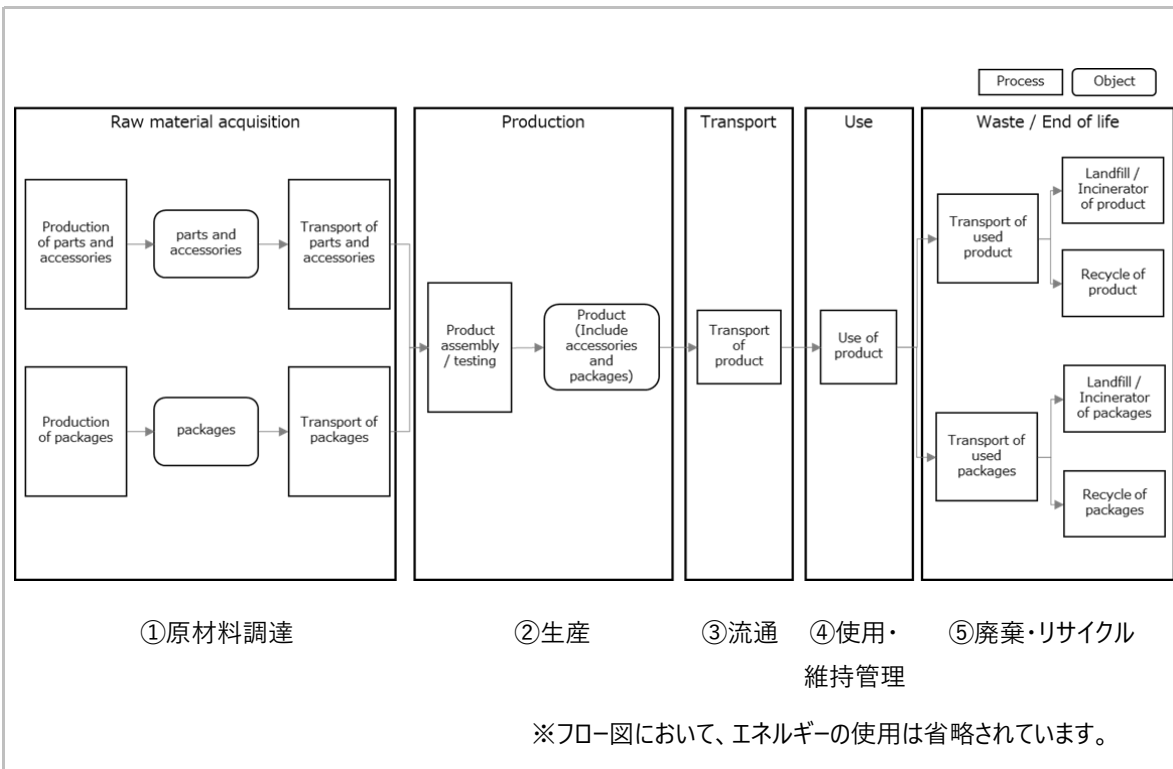 Process
Object
Raw material acquisition
Production
Transport
Use
Waste / End of life
Production
of parts and
accessories
parts and
accessories
Transport of
parts and
accessories
Production
of packages
packages
Transport of
packages
Product
assembly
/ testing
Product
(Include
accessories
and
packages)
Transport
of
product
Use of
product
Transport of
used
product
Landfill /
Incinerator
of product
Recycle of
product
Transport of
used
packages
Landfill /
Incinerator
of packages
Recycle of
packages
①原材料調達
②生産
③流通
④使用・
維持管理
⑤廃棄・リサイクル
※フロー図において、エネルギーの使用は省略されています。